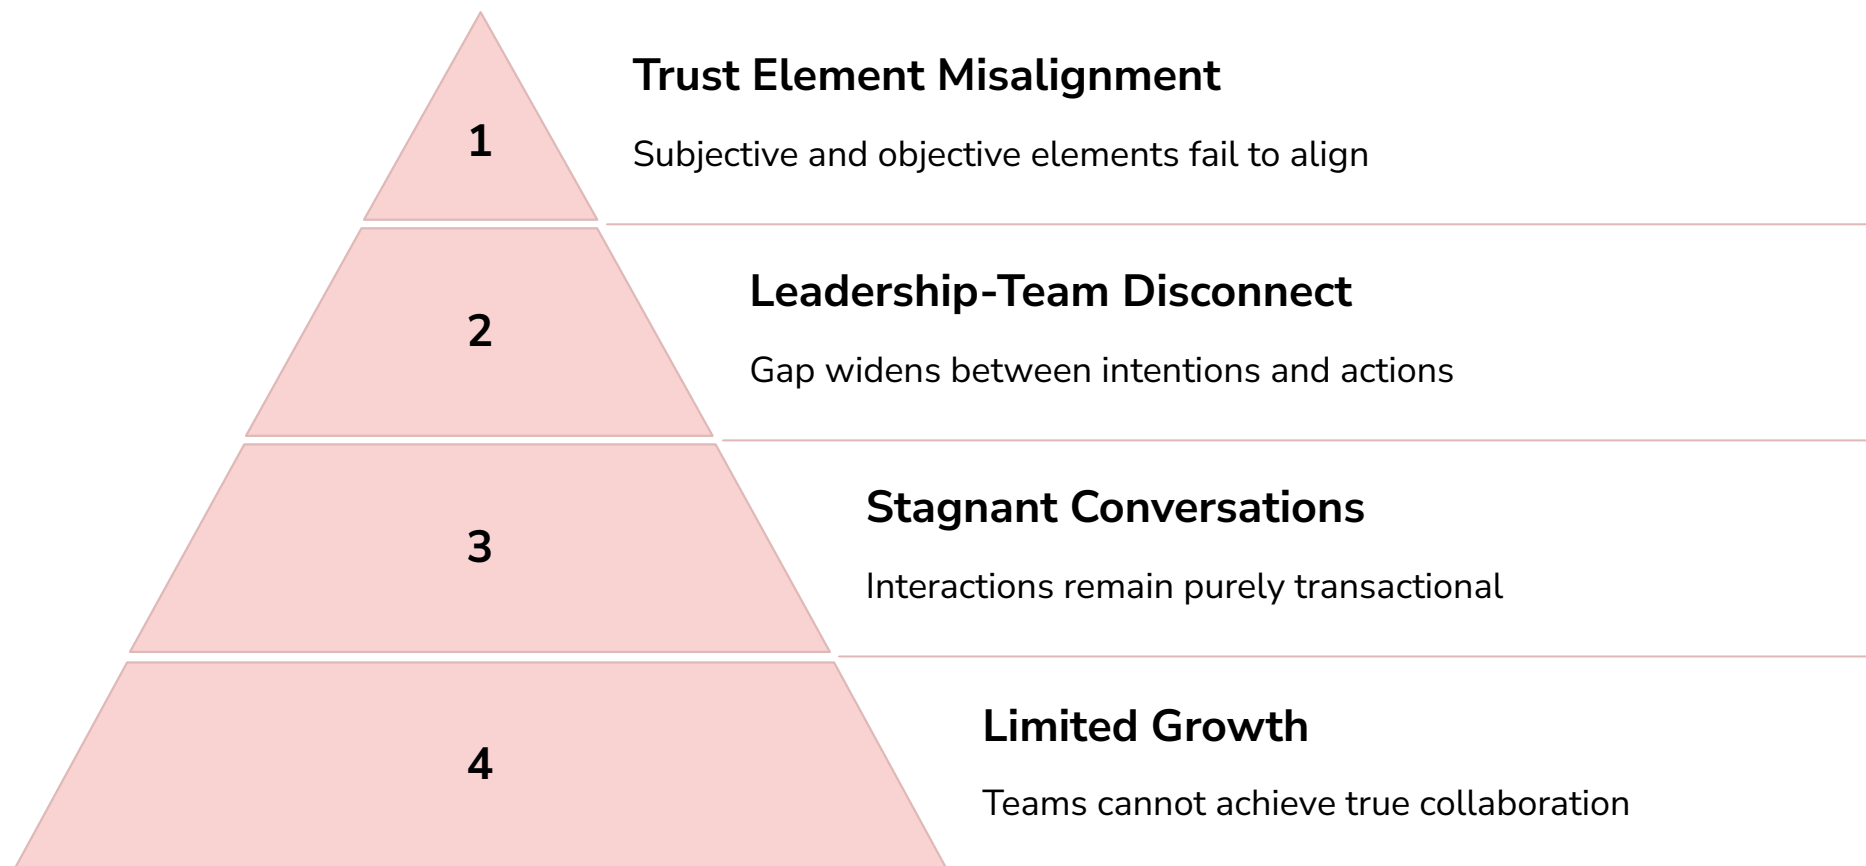 1
Trust Element Misalignment
Subjective and objective elements fail to align
2
Leadership-Team Disconnect
Gap widens between intentions and actions
3
Stagnant Conversations
Interactions remain purely transactional
4
Limited Growth
Teams cannot achieve true collaboration